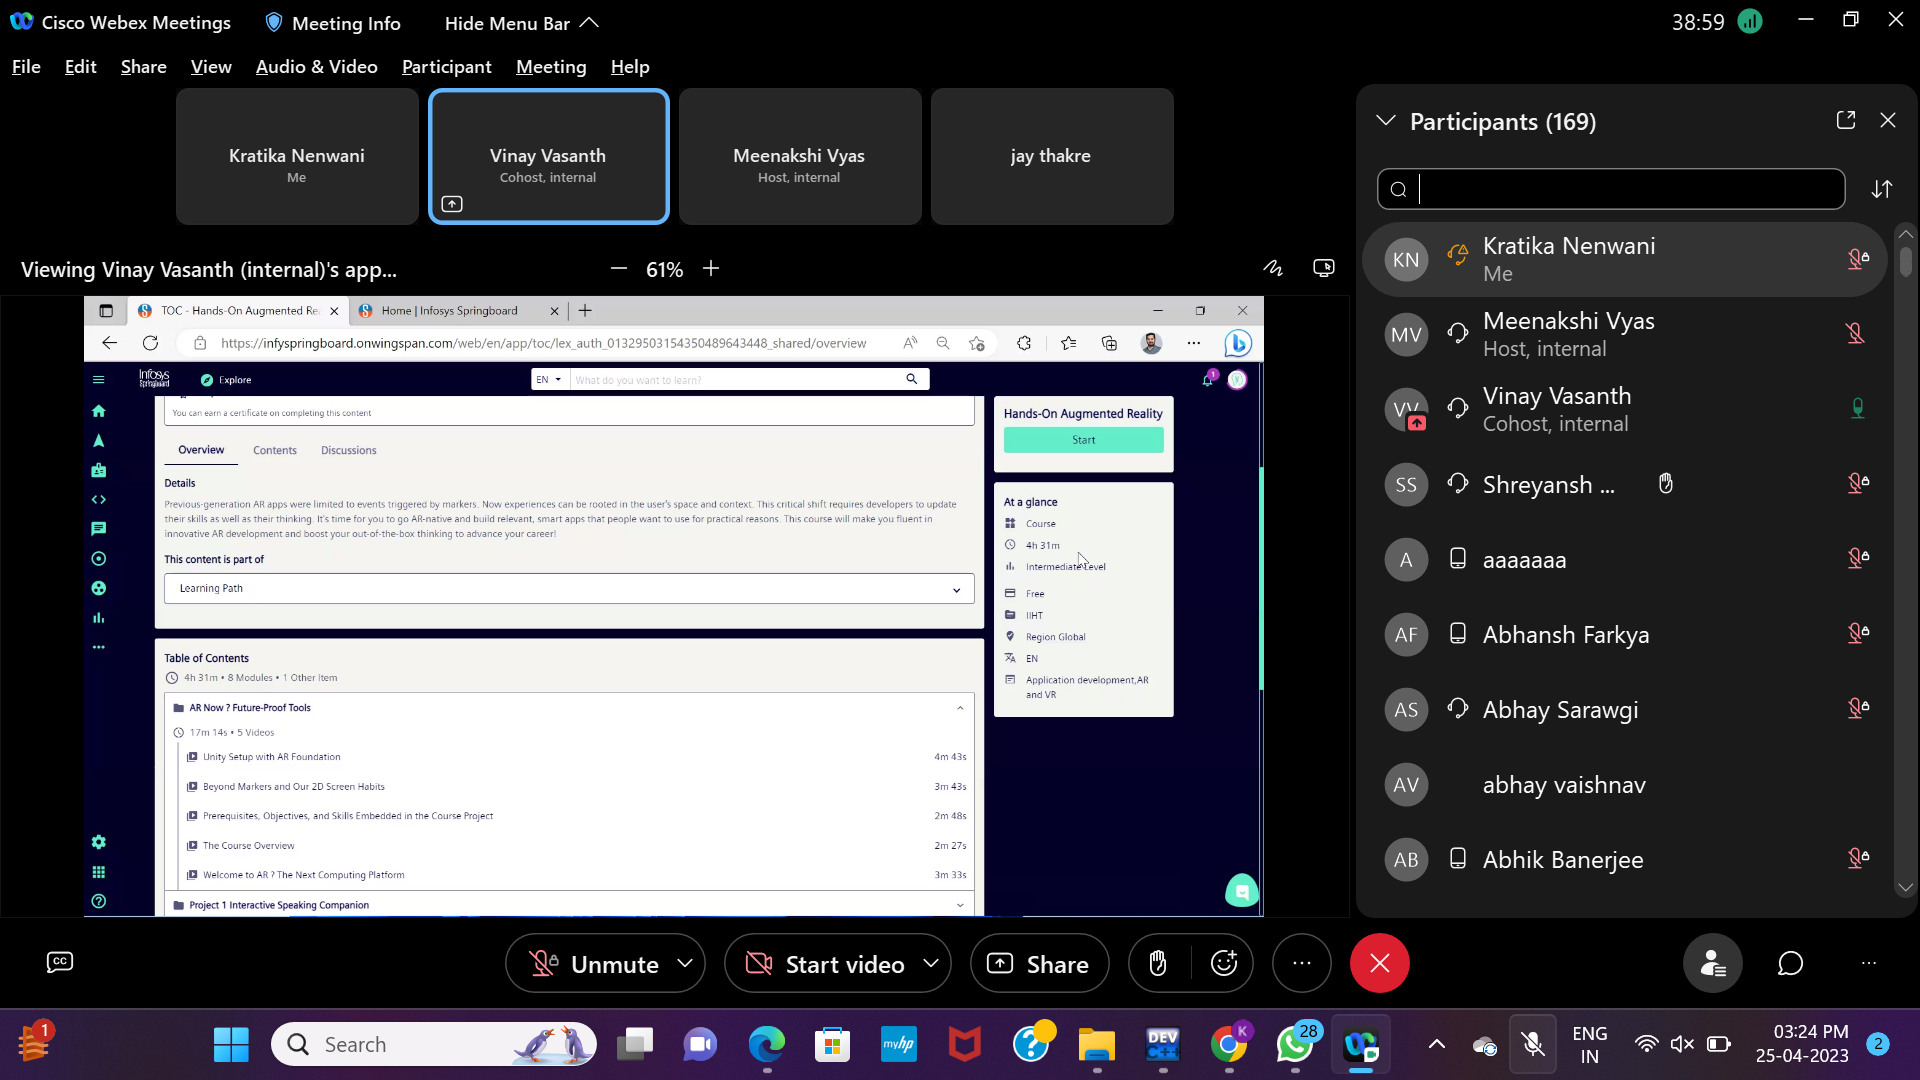 Cisco Webex Meetings
Meeting Info
Hide Menu Bar
38:59
File Edit Share View Audio & Video Participant Meeting Help
Kratika Nenwani
Me
Vinay Vasanth
Cohost, internal
Meenakshi Vyas
Host, internal
jay thakre
Viewing Vinay Vasanth (internal)'s app...
61%
TOC - Hands-On Augmented Re
Home | Infosys Springboard
https://infyspringboard.onwingspan.com/web/en/app/toc/lex_auth_01329503154350489643448_shared/overview
Infosys
Springboard
Explore
EN
What do you want to learn?
1
You can earn a certificate on completing this content
Overview
Contents
Discussions
Details
Previous-generation AR apps were limited to events triggered by markers. Now experiences can be rooted in the user's space and context. This critical shift requires developers to update
their skills as well as their thinking. It's time for you to go AR-native and build relevant, smart apps that people want to use for practical reasons. This course will make you fluent in
innovative AR development and boost your out-of-the-box thinking to advance your career!
This content is part of
Learning Path
Table of Contents
4h 31m • 8 Modules • 1 Other Item
AR Now ? Future-Proof Tools
17m 14s • 5 Videos
Unity Setup with AR Foundation
4m 43s
Beyond Markers and Our 2D Screen Habits
3m 43s
Prerequisites, Objectives, and Skills Embedded in the Course Project
2m 48s
The Course Overview
2m 27s
Welcome to AR ? The Next Computing Platform
3m 33s
Project 1 Interactive Speaking Companion
Hands-On Augmented Reality
Start
At a glance
Course
4h 31m
Intermediate Level
Free
IIHT
Region Global
EN
Application development,AR
and VR
Participants (169)
KN
Kratika Nenwani
Me
MV
Meenakshi Vyas
Host, internal
VV
Vinay Vasanth
Cohost, internal
SS
Shreyansh ...
A
aaaaaaa
AF
Abhansh Farkya
AS
Abhay Sarawgi
AV
abhay vaishnav
AB
Abhik Banerjee
CC
Unmute
Start video
Share
1
Search
myhp
DEV
C++
K
28
ENG
IN
03:24 PM
25-04-2023
2